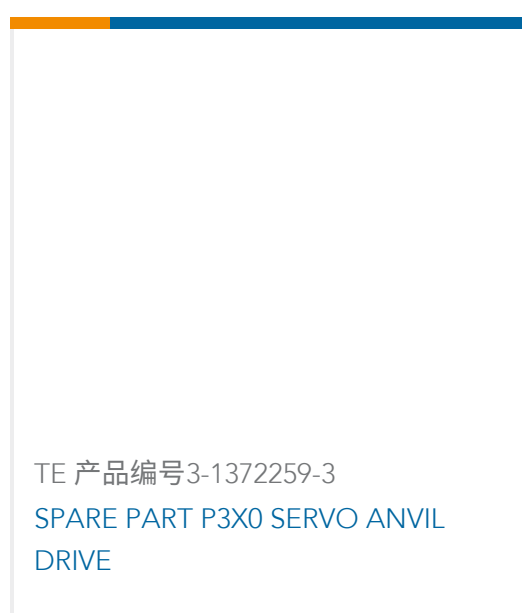 TE 产品编号3-1372259-3
SPARE PART P3X0 SERVO ANVIL
DRIVE